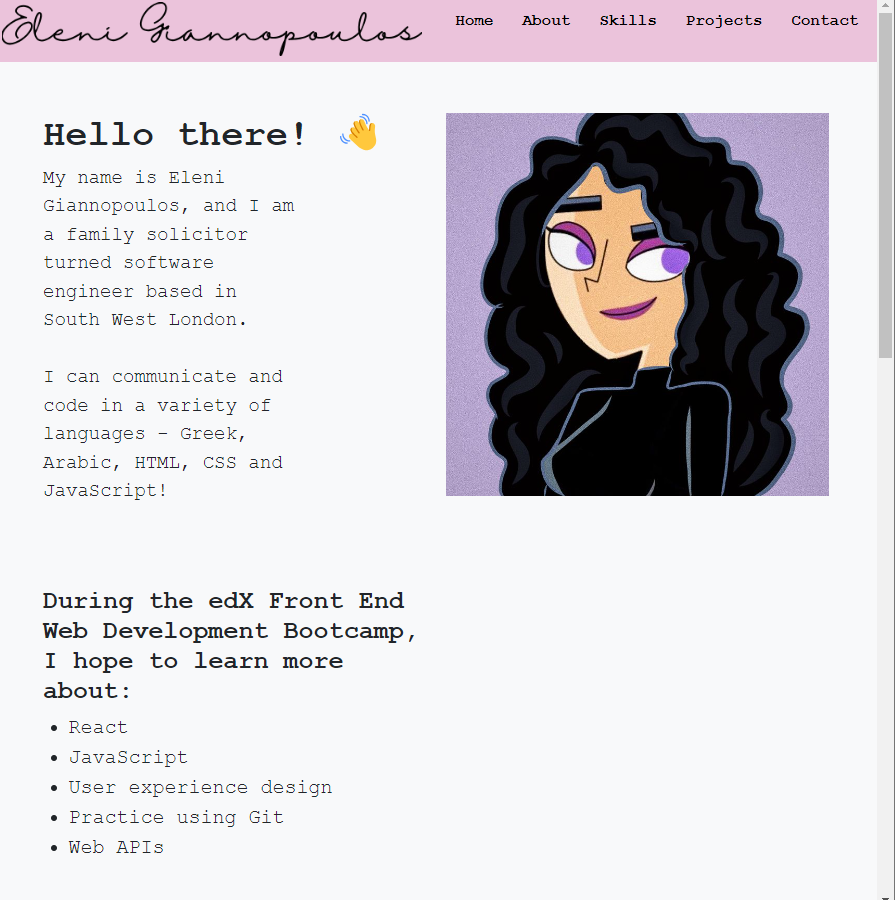 Eleni Giannopoulos
Home About Skills Projects Contact
Hello there! 👋
My name is Eleni
Giannopoulos, and I am
a family solicitor
turned software
engineer based in
South West London.
I can communicate and
code in a variety of
languages - Greek,
Arabic, HTML, CSS and
JavaScript!
During the edX Front End
Web Development Bootcamp,
I hope to learn more
about:
• React
• JavaScript
• User experience design
• Practice using Git
• Web APIs